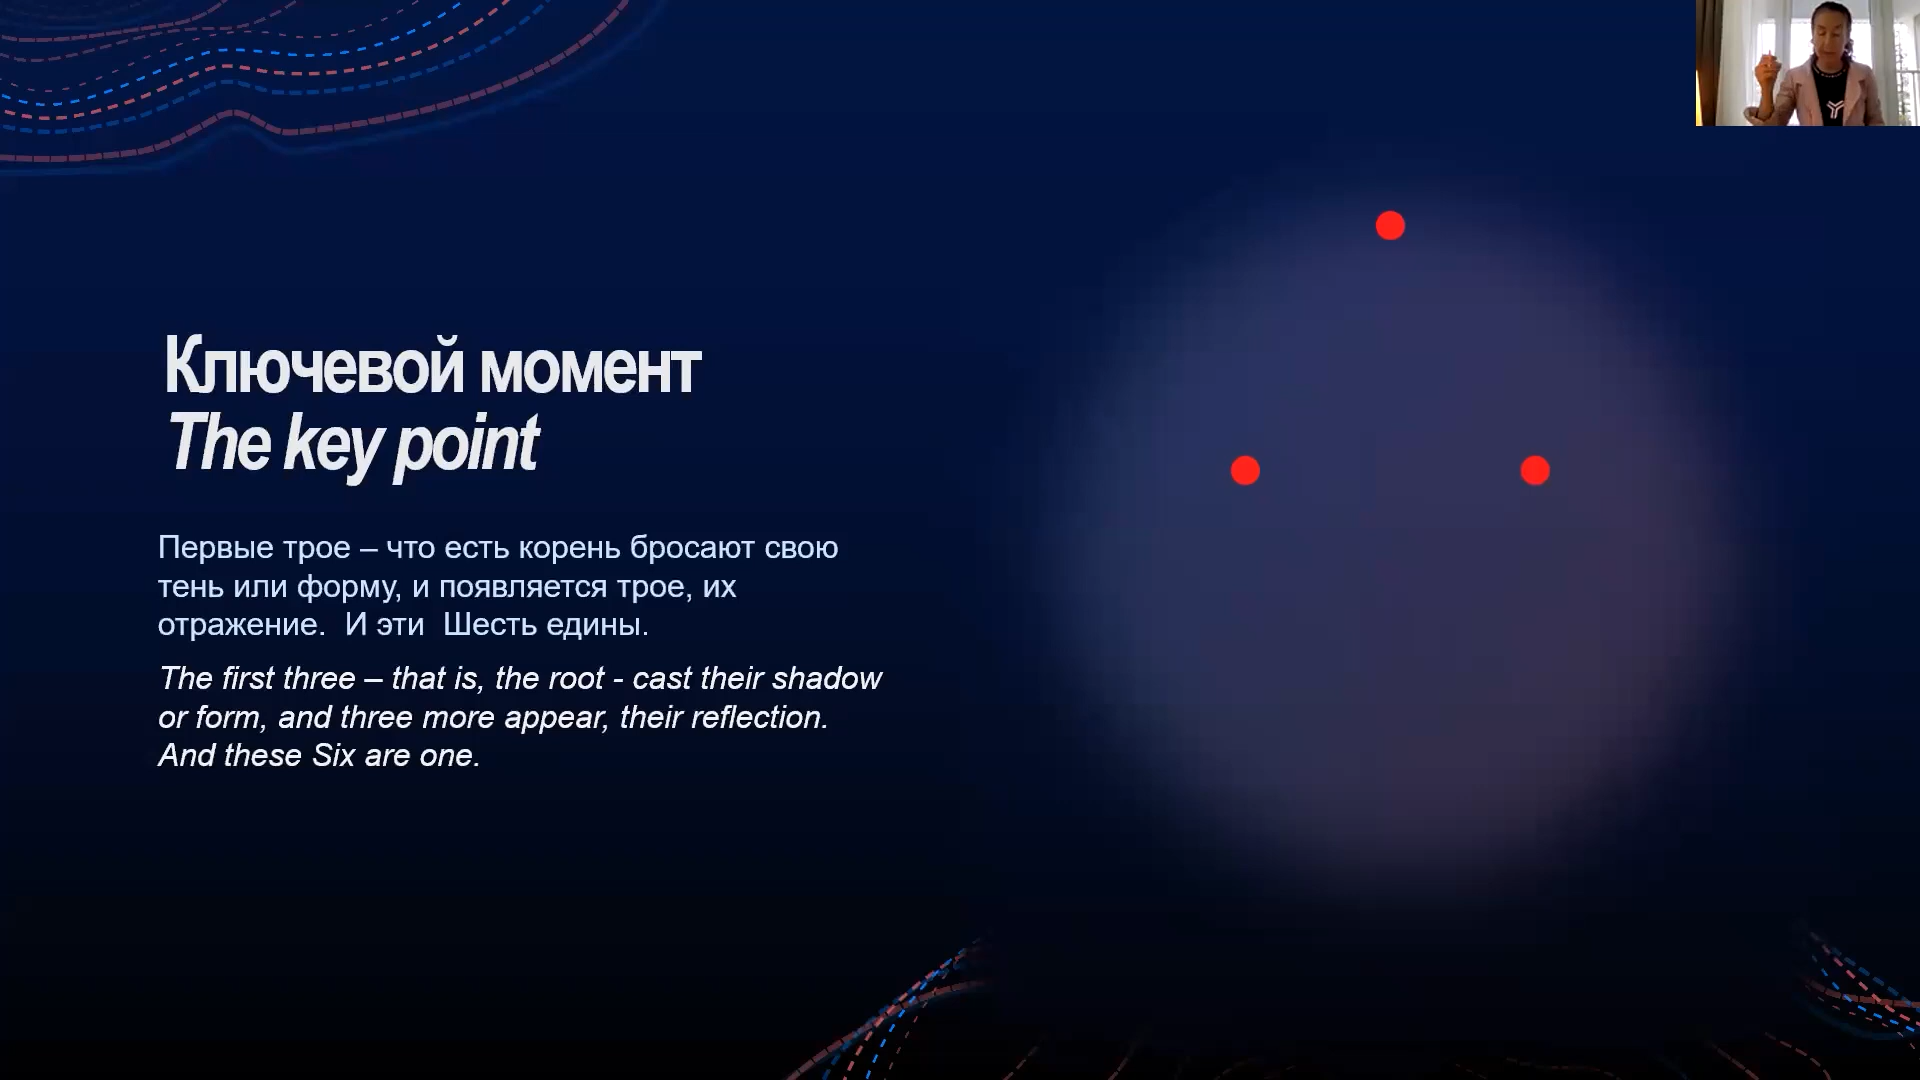 Ключевой момент
The key point
Первые трое – что есть корень бросают свою
тень или форму, и появляется трое, их
отражение.  И эти  Шесть едины.
The first three – that is, the root - cast their shadow
or form, and three more appear, their reflection.
And these Six are one.